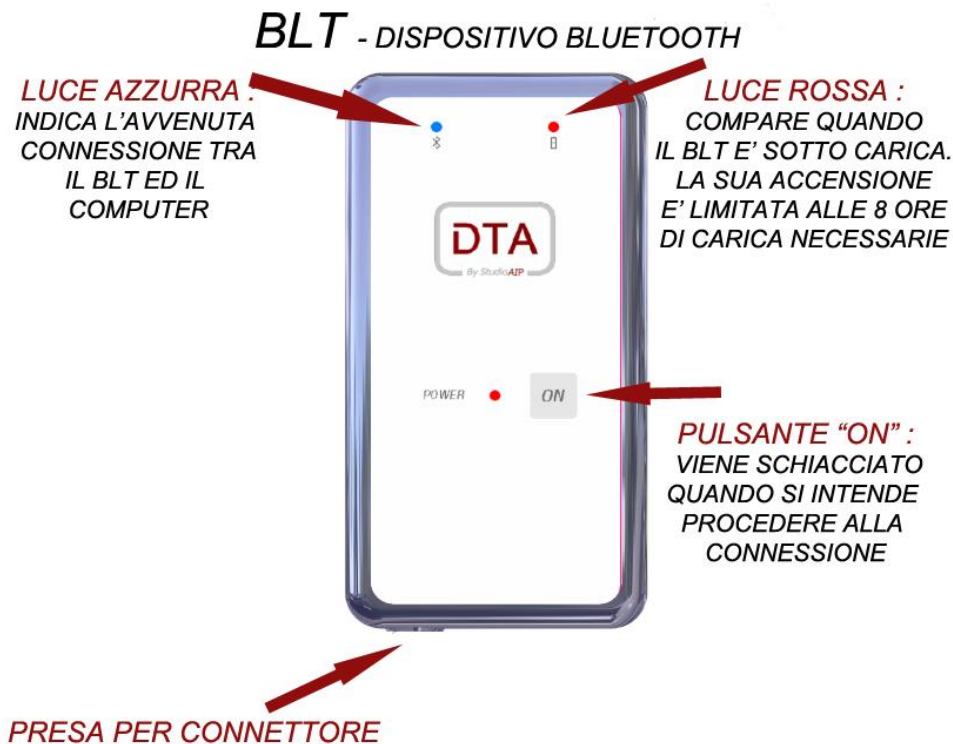 BLT - DISPOSITIVO BLUETOOTH
LUCE AZZURRA :
INDICA L'AVVENUTA
CONNESSIONE TRA
IL BLT ED IL
COMPUTER
LUCE ROSSA :
COMPARE QUANDO
IL BLT E' SOTTO CARICA.
LA SUA ACCENSIONE
E' LIMITATA ALLE 8 ORE
DI CARICA NECESSARIE
DTA
By StudioAIP
POWER
ON
PULSANTE "ON" :
VIENE SCHIACCIATO
QUANDO SI INTENDE
PROCEDERE ALLA
CONNESSIONE
PRESA PER CONNETTORE